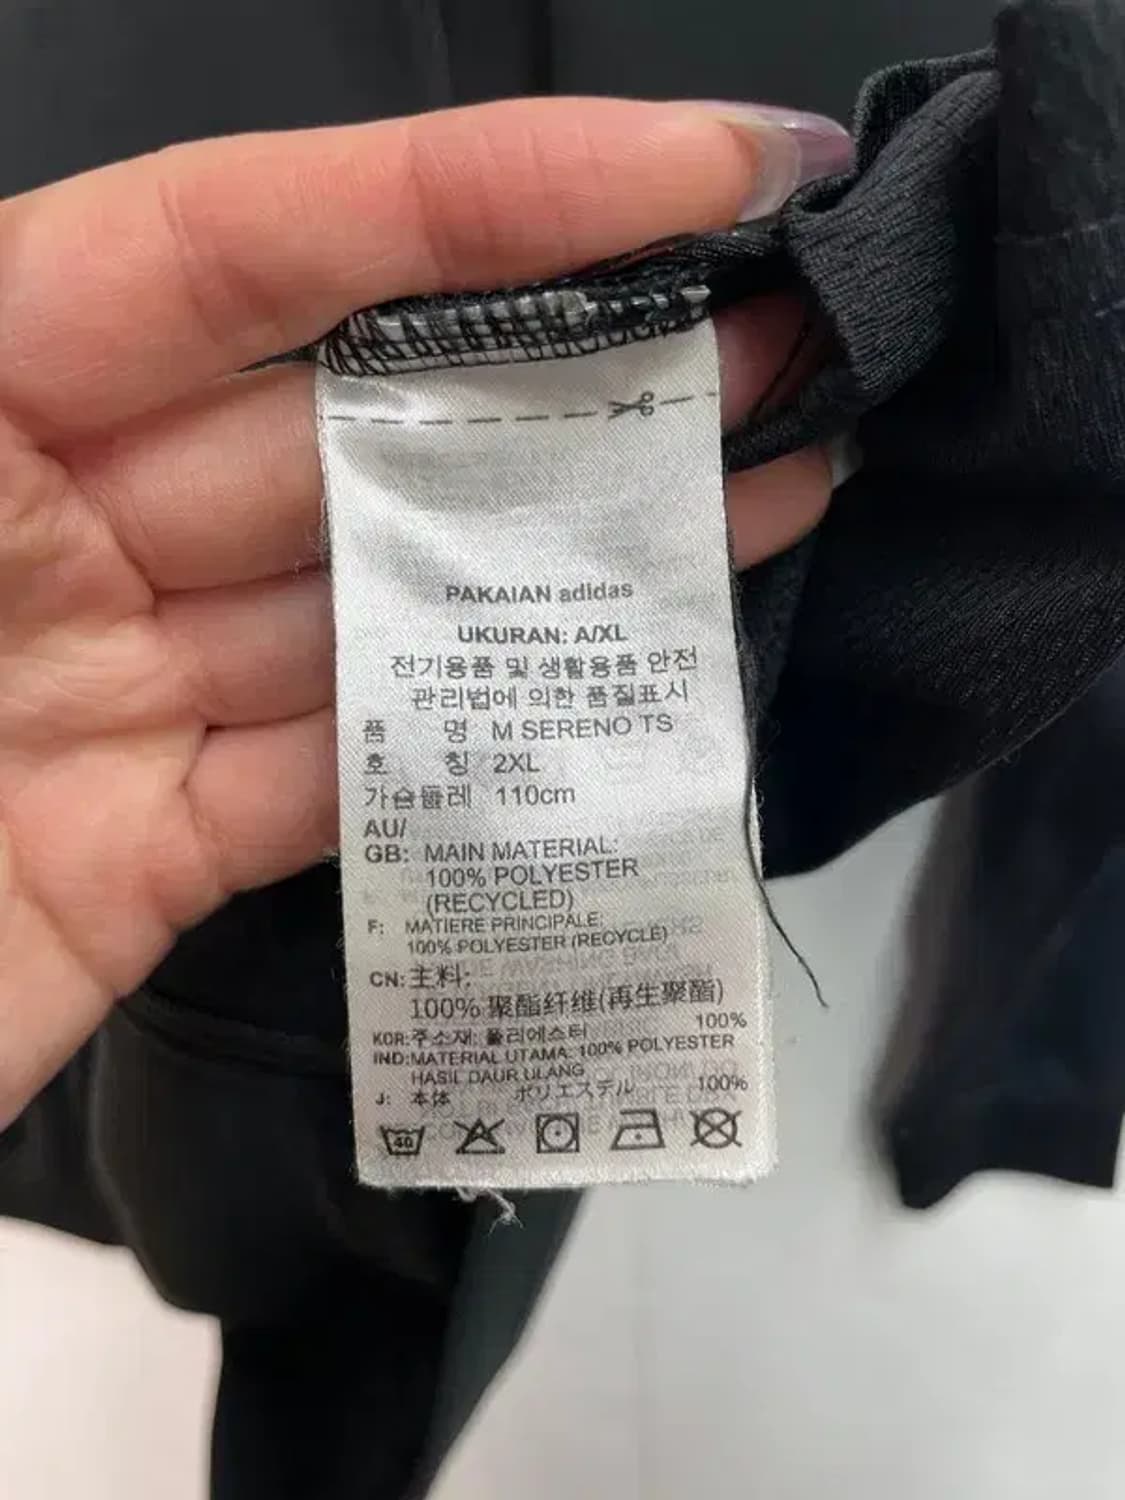 PAKAIAN adidas
UKURAN: A/XL
전기용품 및 생활용품 안전
관리법에 의한 품질표시
품 명 M SERENO TS
호 칭 2XL
가슴둘레 110cm
AU/
GB: MAIN MATERIAL:
100% POLYESTER
(RECYCLED)
F: MATIERE PRINCIPALE:
100% POLYESTER (RECYCLÉ)
CN: 主料:
100% 聚酯纤维(再生聚酯)
KOR: 주소재: 폴리에스터 100%
IND: MATERIAL UTAMA: 100% POLYESTER
HASIL DAUR ULANG
J: 本体 ポリエステル 100%
40